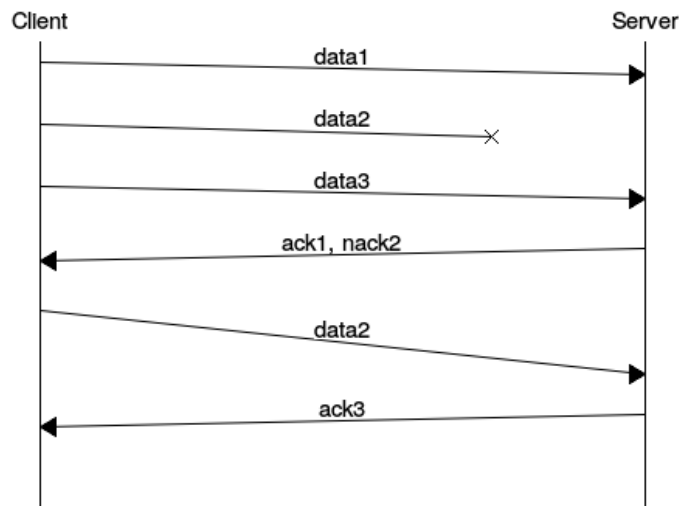 Client
Server
data1
data2
data3
ack1, nack2
data2
ack3